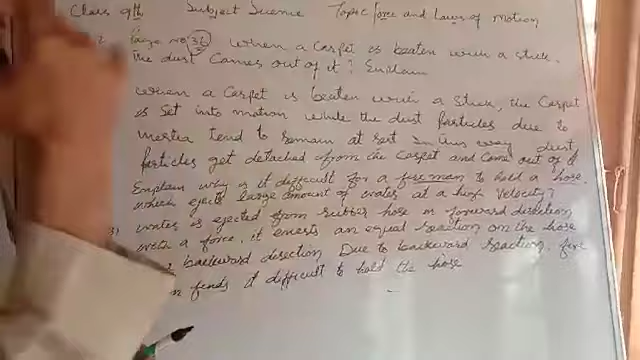 Class 9th Subject Science Topic force and Laws of Motion
Page no 32 When a Carpet is beaten with a stick.
The dust Comes out of it? Explain
When a Carpet is beaten with a Stick, the Carpet
is Set into motion while the dust particles due to
inertia tend to remain at rest In this way dust
particles get detached from the Carpet and Come out of it
Explain why is it difficult for a fireman to hold a hose.
which ejects large amount of water at a high velocity?
water is ejected from rubber hose in forward direction
with a force, it exerts an equal reaction on the hose
backward direction Due to backward reaction, fire
n finds it difficult to hold the hose